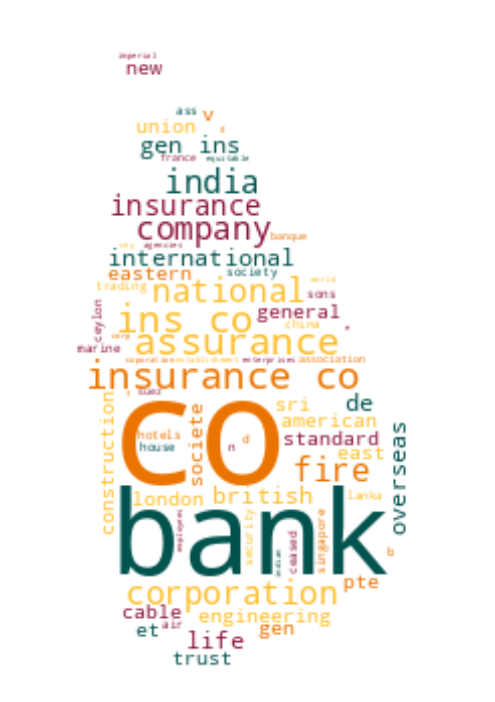 imperial
new
ass v
union
gen ins
france equitable
india
insurance
company
banque
agencies
international
eastern society
trading national world
sons
ceylon ins co general
china
corp assurance
marine
corporation establishment enterprises association
insurance co
suez
construction co societe sri de
american
hotels d standard
house n east
fire overseas
london british lanka
bank
employees security indian ceased singapore b
pte
corporation
cable engineering
et air gen
life
trust